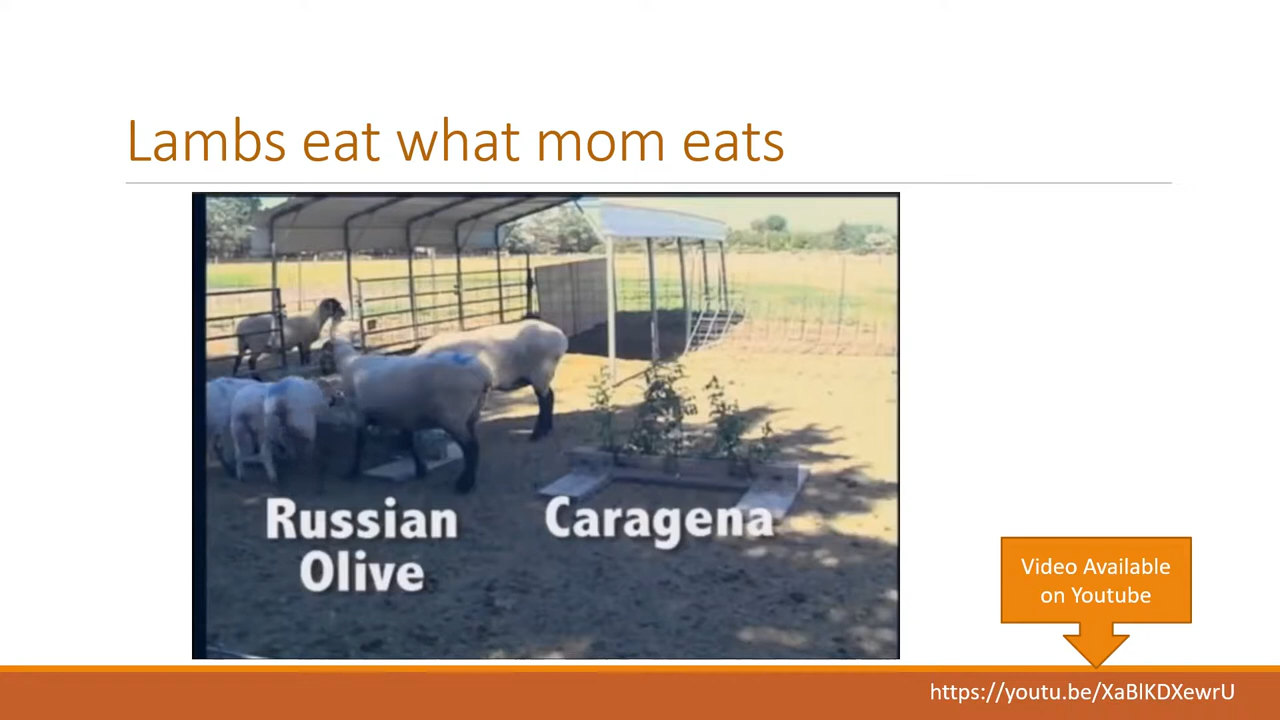 Lambs eat what mom eats
Russian
Olive
Caragena
Video Available
on Youtube
https://youtu.be/XaBlKDXewrU